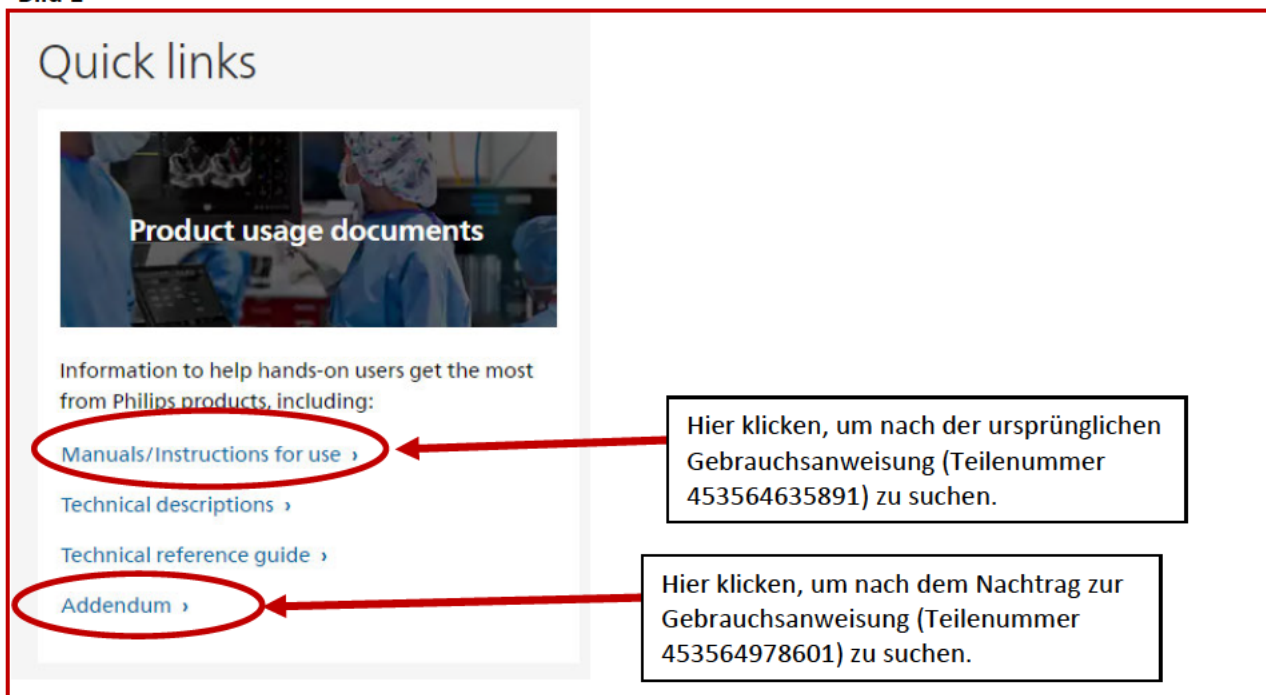 Quick links
Product usage documents
Information to help hands-on users get the most
from Philips products, including:
Manuals/Instructions for use ›
Hier klicken, um nach der ursprünglichen
Gebrauchsanweisung (Teilenummer
453564635891) zu suchen.
Technical descriptions ›
Technical reference guide ›
Addendum ›
Hier klicken, um nach dem Nachtrag zur
Gebrauchsanweisung (Teilenummer
453564978601) zu suchen.